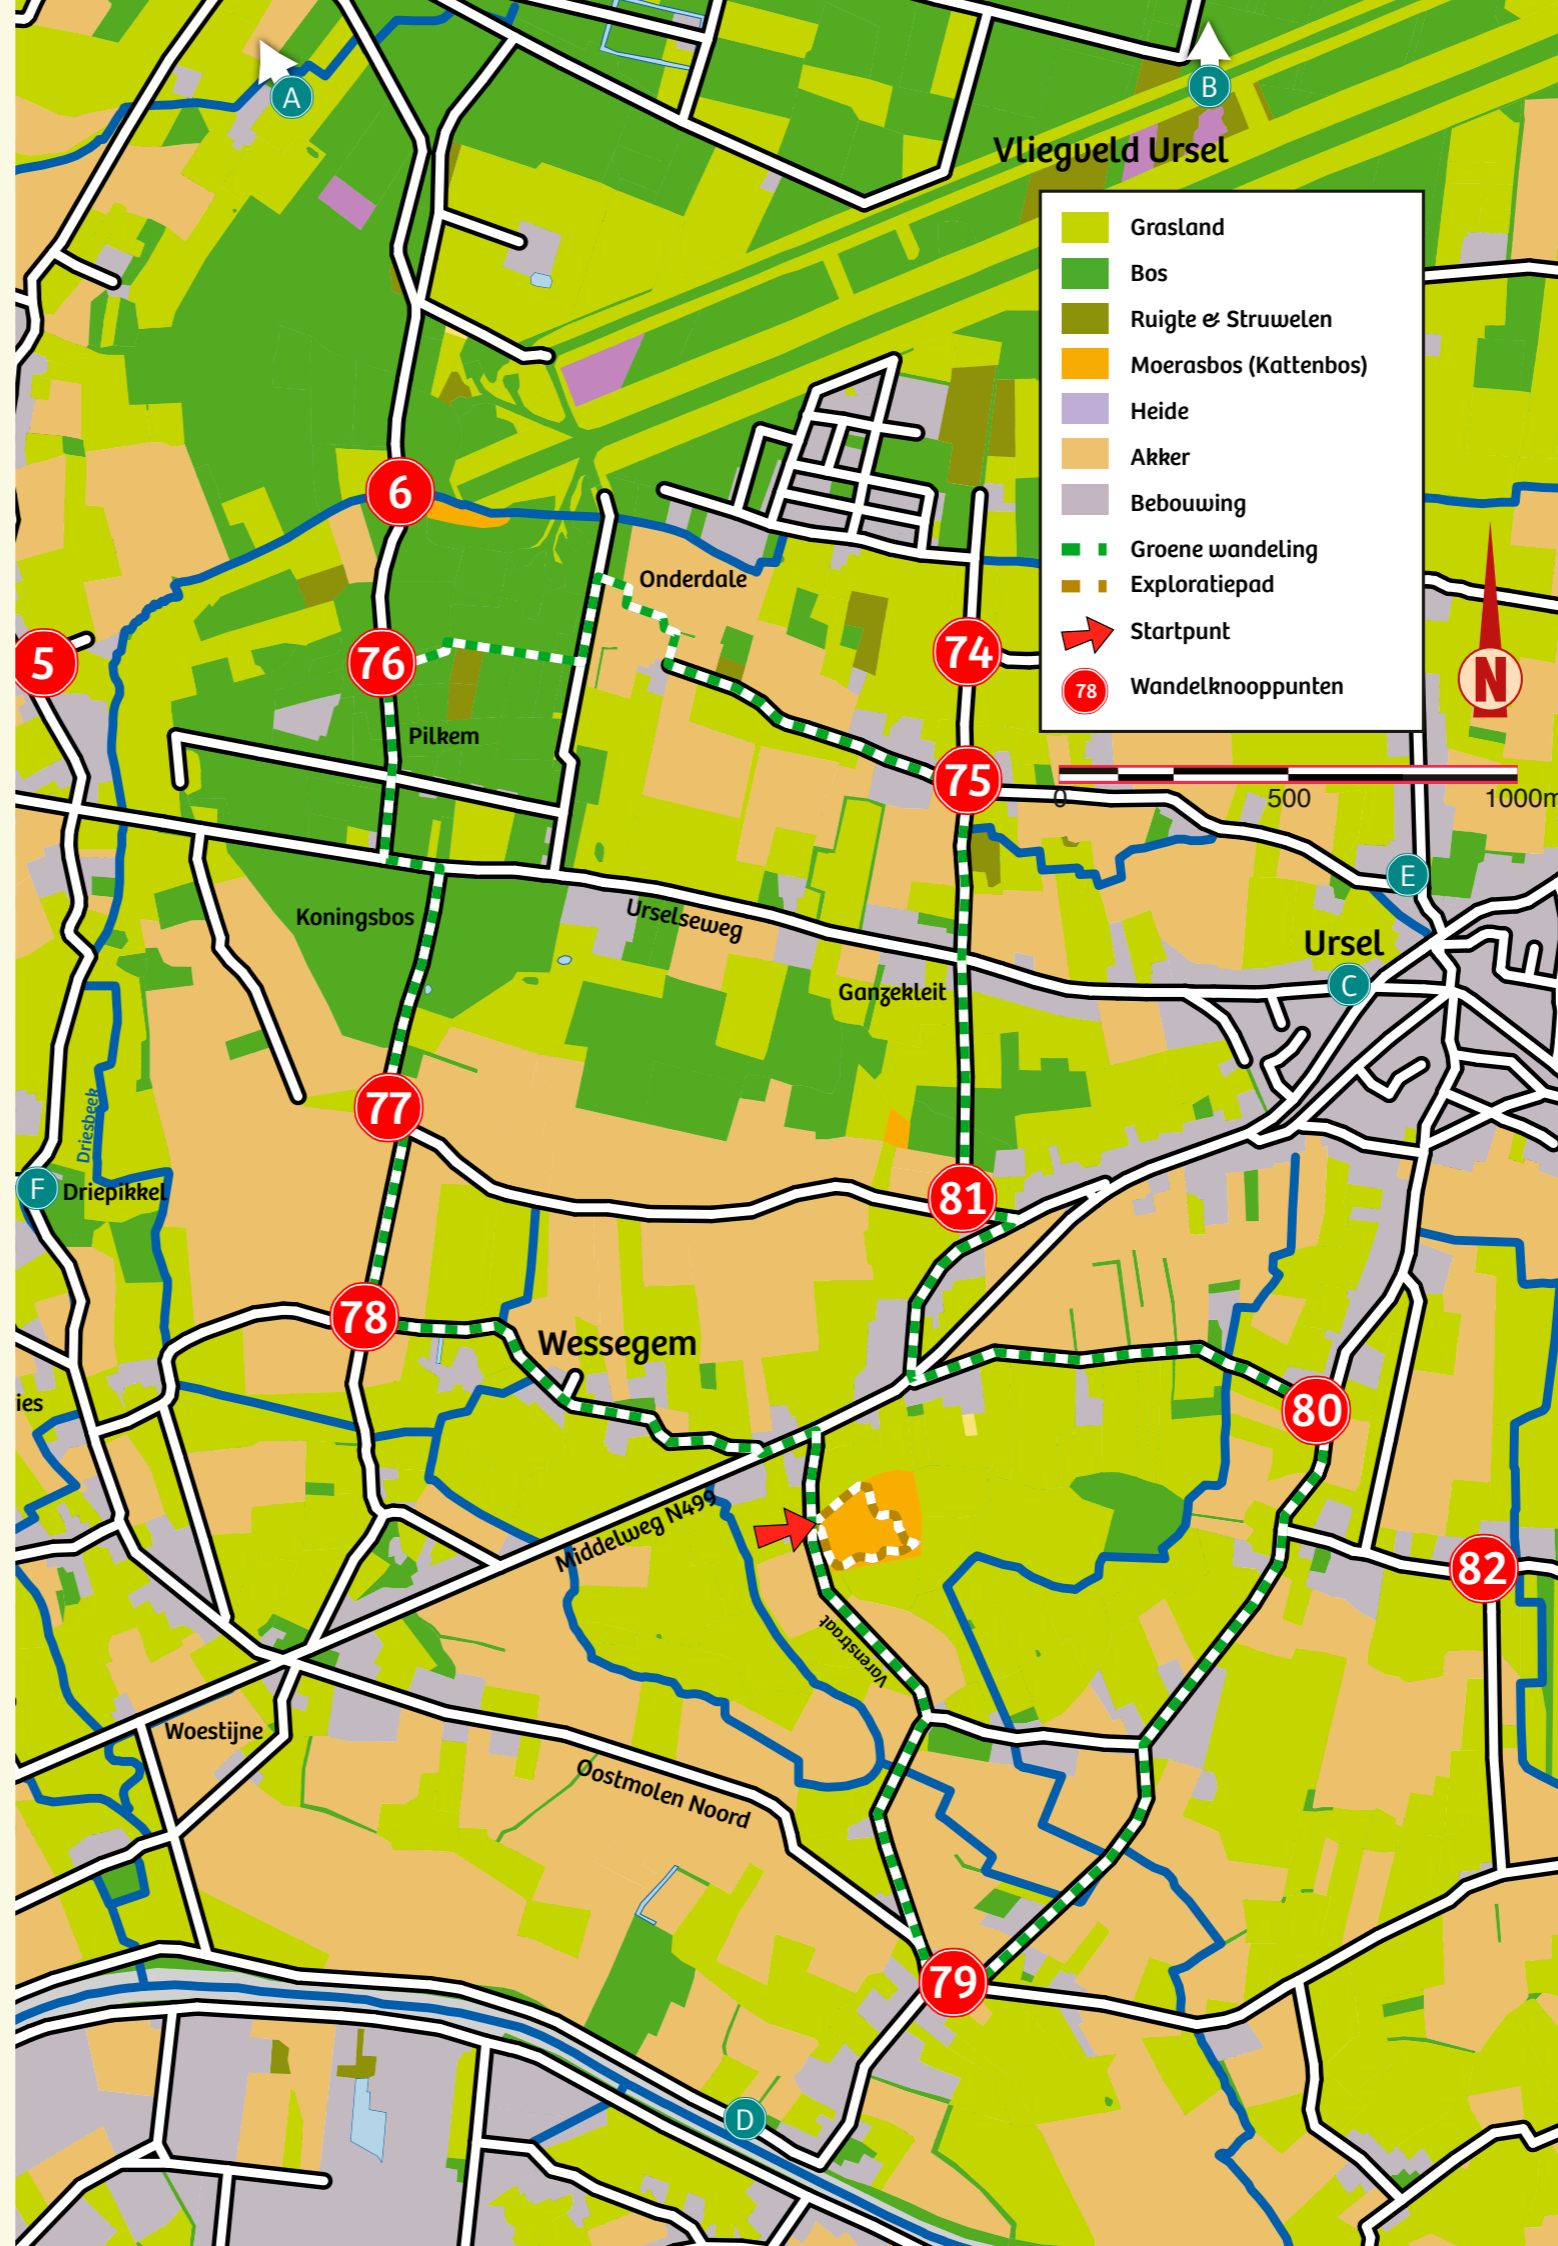 A
B
Vliegveld Ursel
Grasland
Bos
Ruigte & Struwelen
Moerasbos (Kattenbos)
Heide
Akker
Bebouwing
Groene wandeling
Exploratiepad
Startpunt
78 Wandelknooppunten
N
0 500 1000m
6
Onderdale
5
76
74
Pilkem
75
E
Koningsbos
Urselseweg
Ursel
Ganzekleit
C
77
Driesbeek
F Driepikkel
81
78
Wessegem
ies
80
Middelweg N499
82
Varenstraat
Woestijne
Oostmolen Noord
79
D